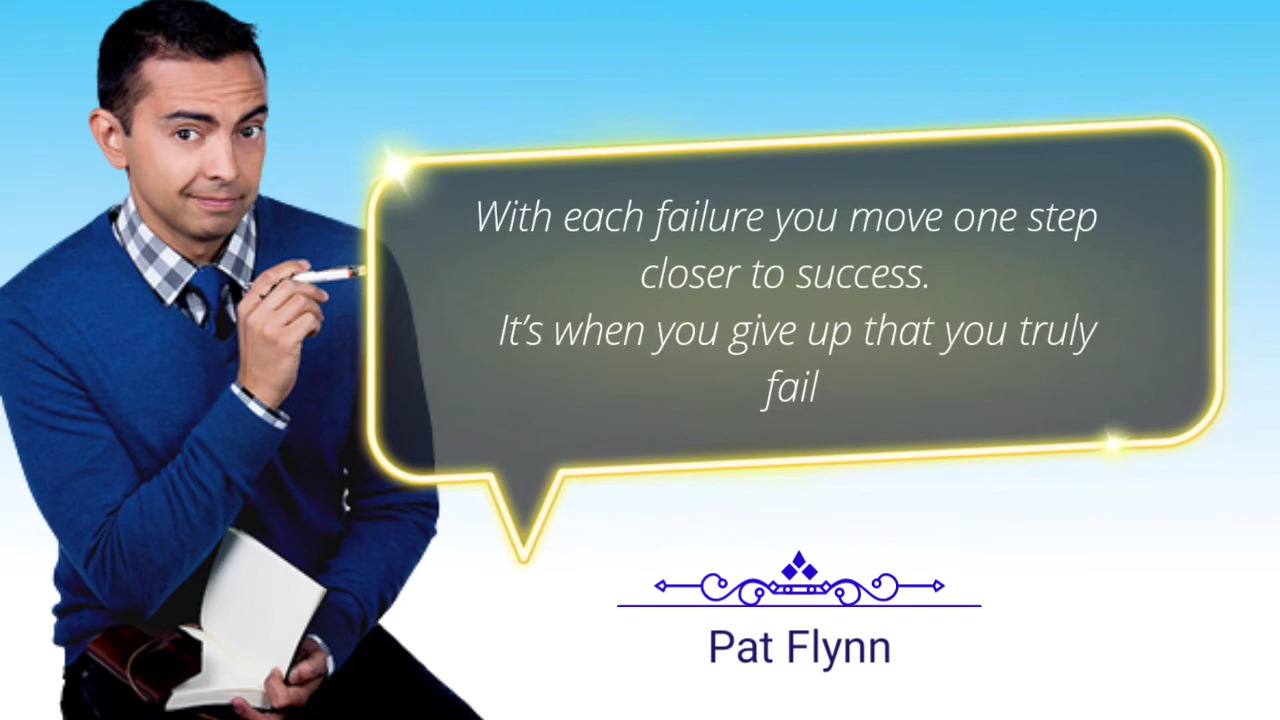 With each failure you move one step
closer to success.
It’s when you give up that you truly
fail
Pat Flynn